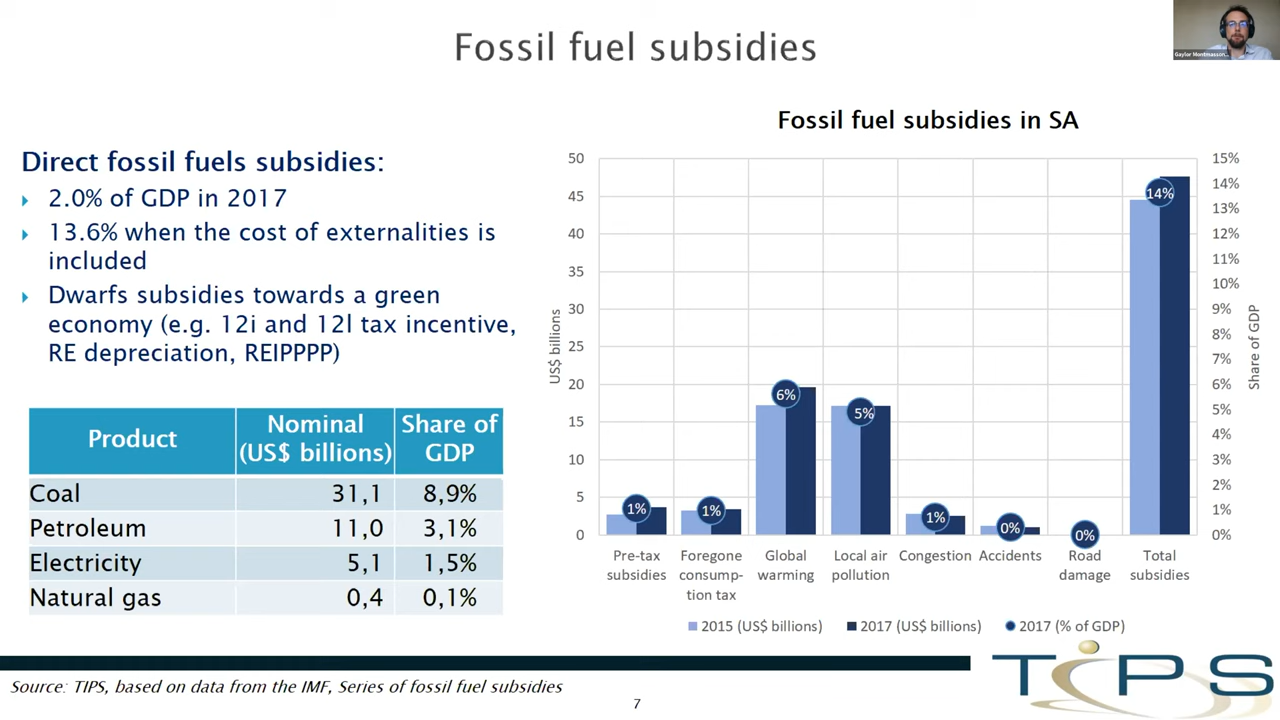 Fossil fuel subsidies
Gaylor Montmasson...
Direct fossil fuels subsidies:
2.0% of GDP in 2017
13.6% when the cost of externalities is
included
Dwarfs subsidies towards a green
economy (e.g. 12i and 12l tax incentive,
RE depreciation, REIPPPP)
Product Nominal (US$ billions) Share of GDP
Coal 31,1 8,9%
Petroleum 11,0 3,1%
Electricity 5,1 1,5%
Natural gas 0,4 0,1%
Fossil fuel subsidies in SA
US$ billions
50
45
40
35
30
25
20
15
10
5
0
1%
1%
6%
5%
1%
0%
0%
14%
15%
14%
13%
12%
11%
10%
9%
8%
7%
6%
5%
4%
3%
2%
1%
0%
Share of GDP
Pre-tax
subsidies
Foregone
consump-
tion tax
Global
warming
Local air
pollution
Congestion
Accidents
Road
damage
Total
subsidies
2015 (US$ billions) 2017 (US$ billions) 2017 (% of GDP)
Source: TIPS, based on data from the IMF, Series of fossil fuel subsidies
7
TIPS